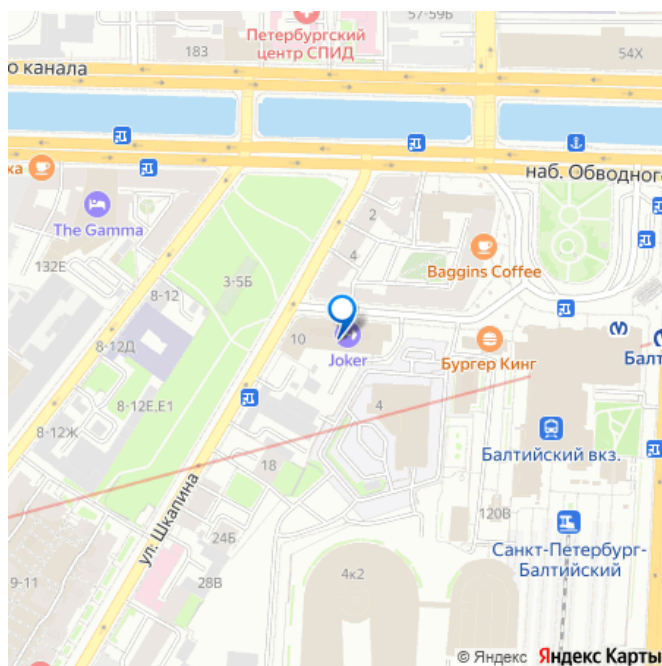 57-59Б
Петербургский
центр СПИД
183
54Х
о канала
ха
наб. Обводного
The Gamma
2
4
Baggins Coffee
132Е
3-5Б
8-12
10
8-12Д
Joker
Бургер Кинг
Балт
8-12Е,Е1
4
8-12Ж
Балтийский вкз.
18
ул. Шкапина
120В
24Б
Санкт-Петербург-
Балтийский
9-11
28В
4к2
© Яндекс Яндекс Карты